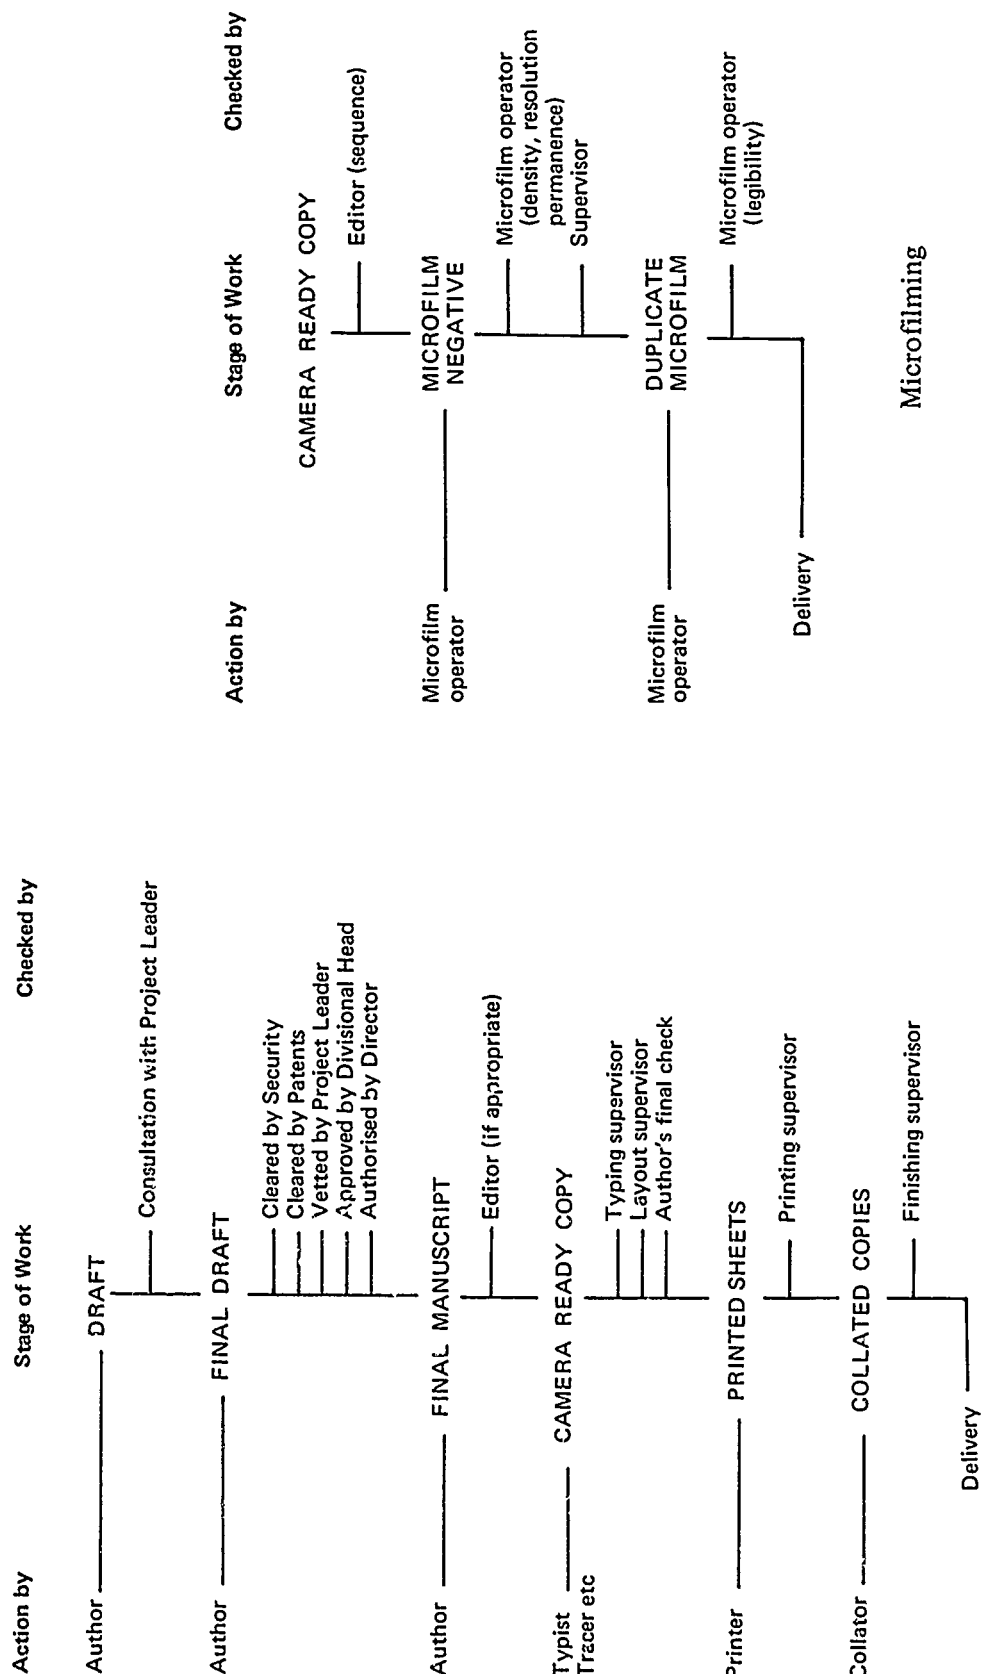 Action by
Stage of Work
Checked by
Author
DRAFT
Consultation with Project Leader
Author
FINAL DRAFT
Cleared by Security
Cleared by Patents
Vetted by Project Leader
Approved by Divisional Head
Authorised by Director
Author
FINAL MANUSCRIPT
Editor (if appropriate)
Typist
Tracer etc
CAMERA READY COPY
Typing supervisor
Layout supervisor
Author's final check
Printer
PRINTED SHEETS
Printing supervisor
Collator
COLLATED COPIES
Finishing supervisor
Delivery
Action by
Stage of Work
Checked by
CAMERA READY COPY
Editor (sequence)
Microfilm
operator
MICROFILM
NEGATIVE
Microfilm operator
(density, resolution
permanence)
Supervisor
Microfilm
operator
DUPLICATE
MICROFILM
Microfilm operator
(legibility)
Delivery
Microfilming